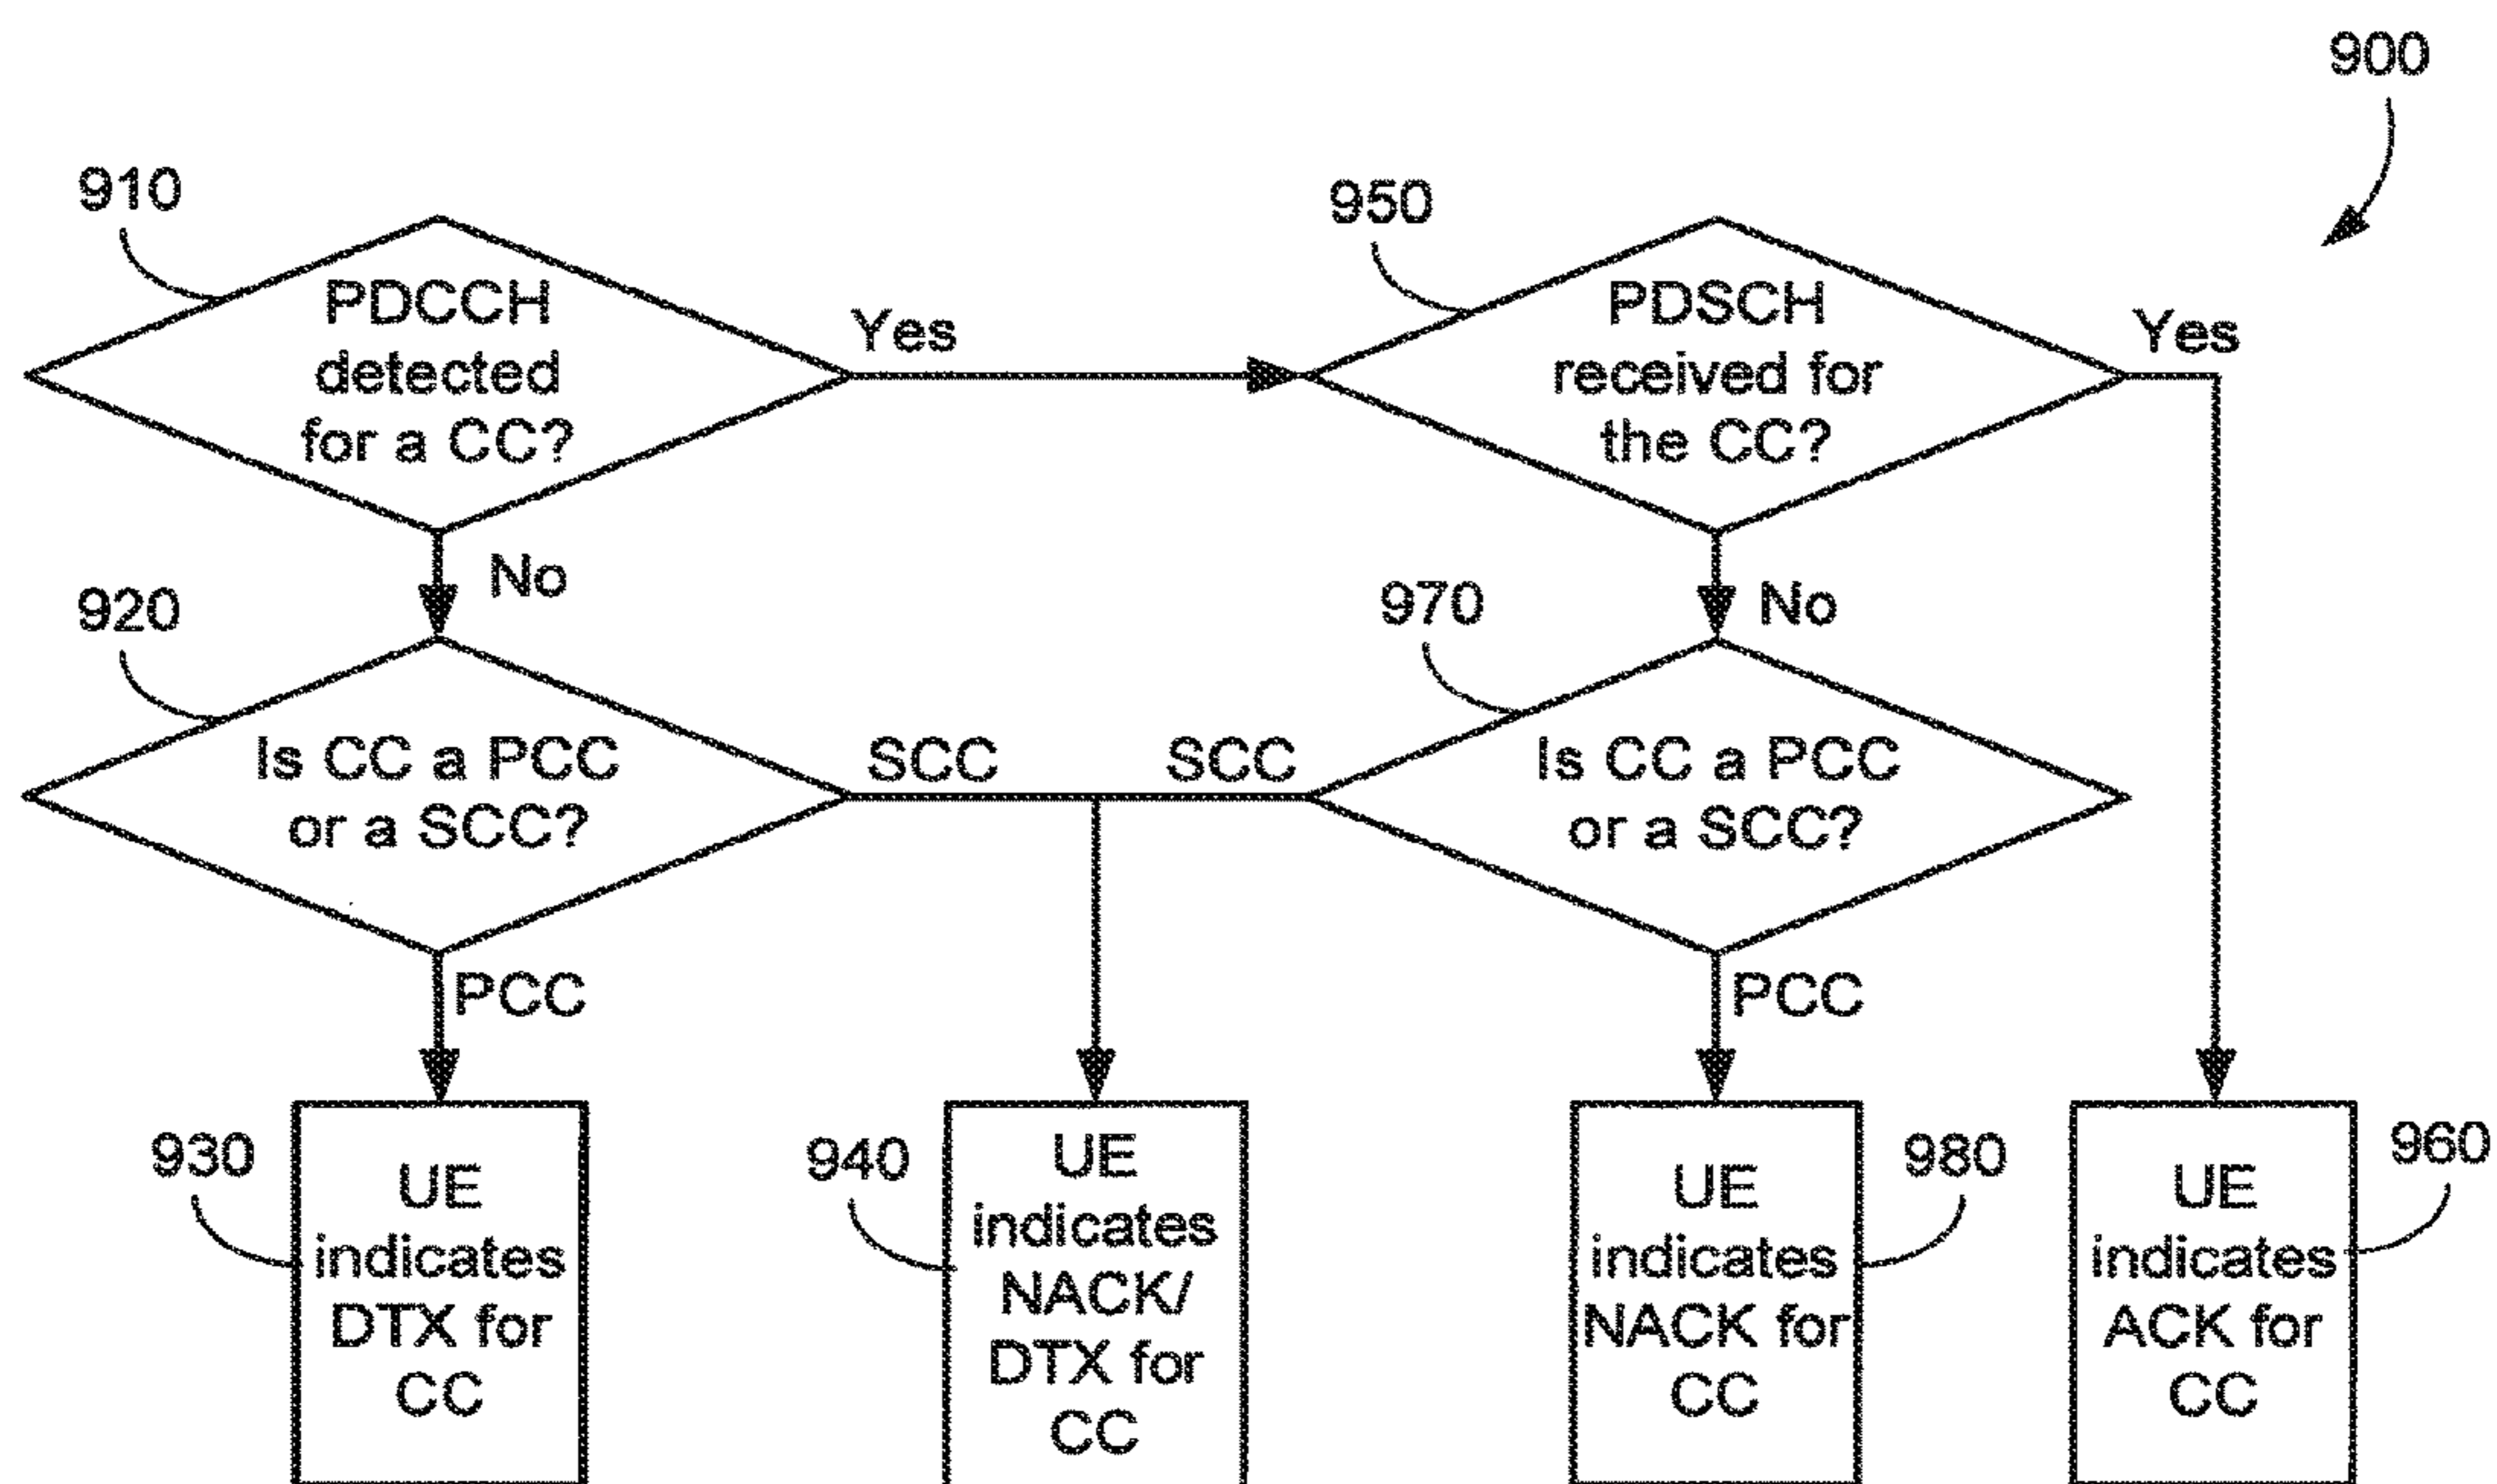 900
910
PDCCH
detected
for a CC?
Yes
950
PDSCH
received for
the CC?
Yes
No
No
920
Is CC a PCC
or a SCC?
SCC
SCC
970
Is CC a PCC
or a SCC?
PCC
PCC
930
UE
indicates
DTX for
CC
940
UE
indicates
NACK/
DTX for
CC
UE
indicates
NACK for
CC
980
UE
indicates
ACK for
CC
960